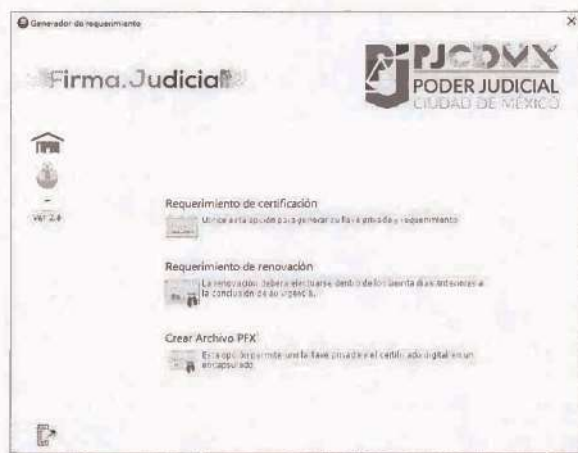 Generador de requerimiento
Firma.Judicial
PJCDMX
PODER JUDICIAL
CIUDAD DE MÉXICO
Ver 2.6
Requerimiento de certificación
Utilice esta opción para generar su llave privada y requerimiento.
Requerimiento de renovación
La renovación deberá efectuarse dentro de los treinta días anteriores a
la conclusión de su vigencia.
Crear Archivo PFX
Esta opción permite unir la llave privada y el certificado digital en un
encapsulado.